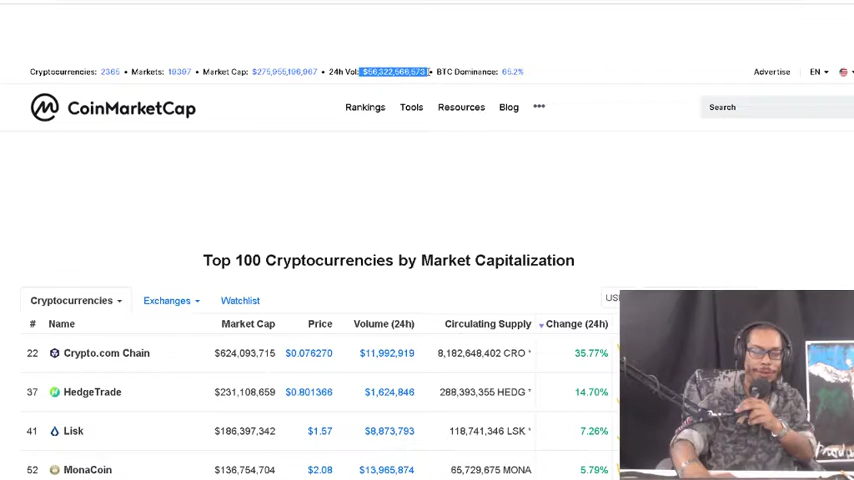 Cryptocurrencies: 2365 • Markets: 19397 • Market Cap: $275,955,196,967 • 24h Vol: $56,322,566,573 • BTC Dominance: 65.2% Advertise EN
CoinMarketCap Rankings Tools Resources Blog ••• Search
Top 100 Cryptocurrencies by Market Capitalization
Cryptocurrencies Exchanges Watchlist
# Name Market Cap Price Volume (24h) Circulating Supply Change (24h)
22 Crypto.com Chain $624,093,715 $0.076270 $11,992,919 8,182,648,402 CRO * 35.77%
37 HedgeTrade $231,108,659 $0.801366 $1,624,846 288,393,355 HEDG * 14.70%
41 Lisk $186,397,342 $1.57 $8,873,793 118,741,346 LSK * 7.26%
52 MonaCoin $136,754,704 $2.08 $13,965,874 65,729,675 MONA 5.79%